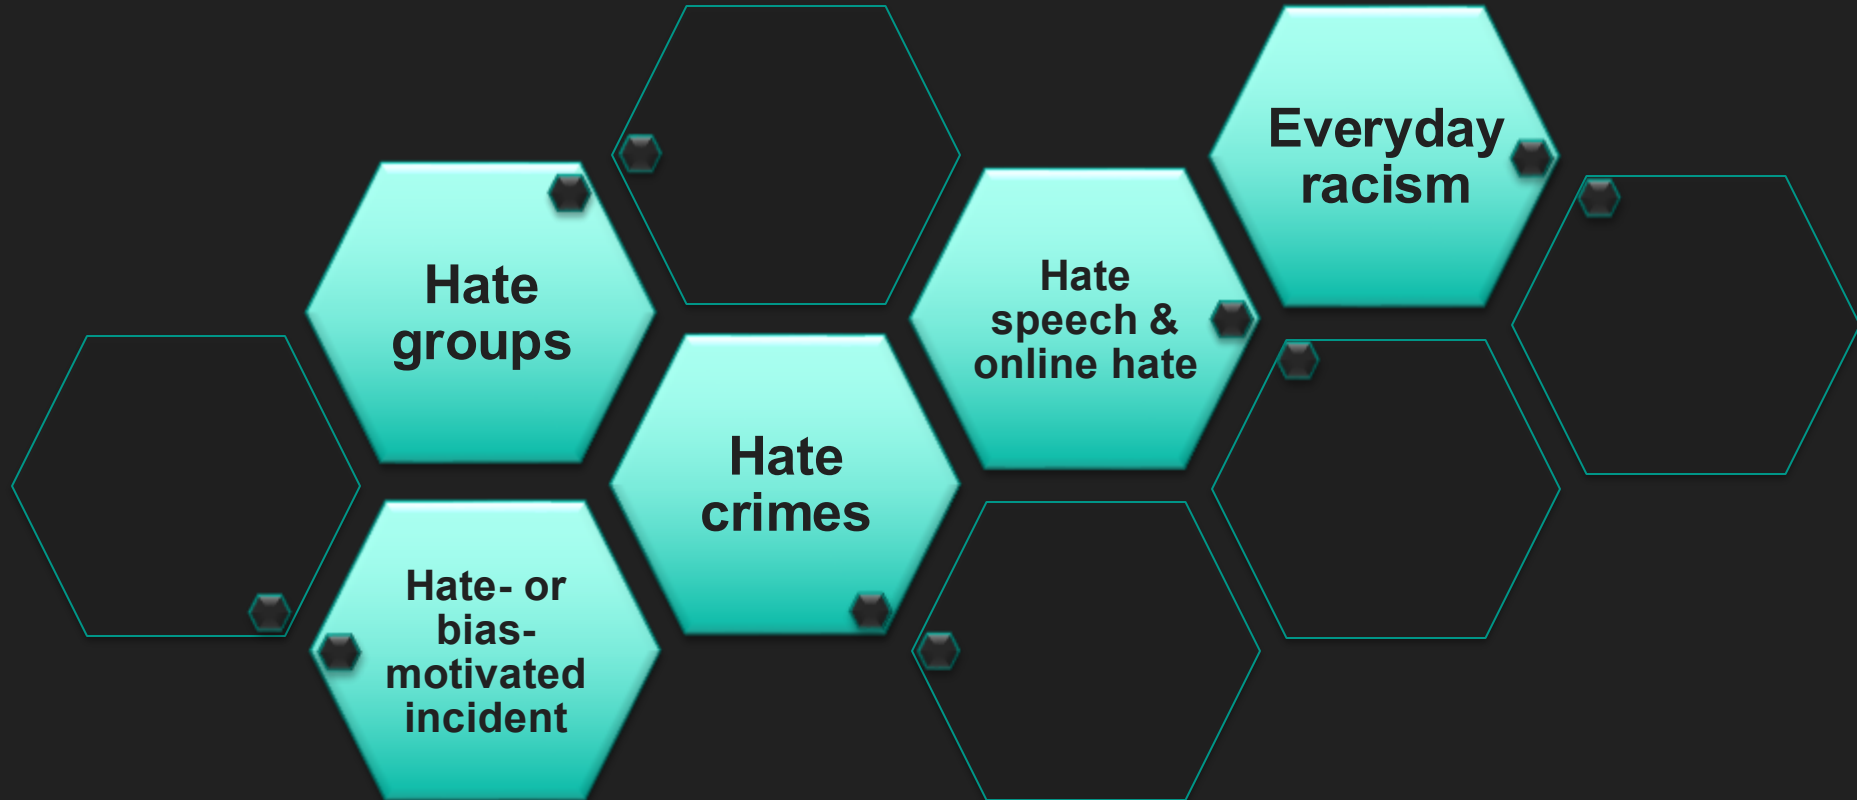 Everyday
racism
Hate
groups
Hate
speech &
online hate
Hate
crimes
Hate- or
bias-
motivated
incident